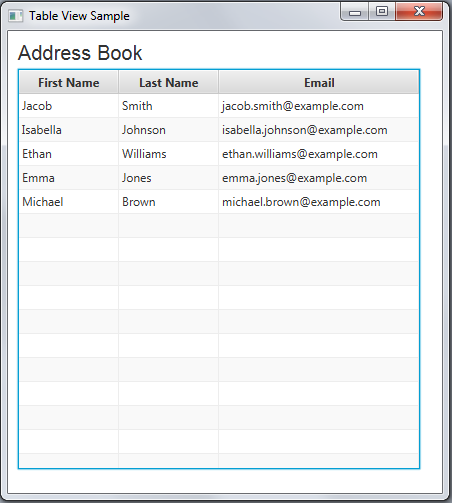 Table View Sample
Address Book
First Name Last Name Email
Jacob Smith jacob.smith@example.com
Isabella Johnson isabella.johnson@example.com
Ethan Williams ethan.williams@example.com
Emma Jones emma.jones@example.com
Michael Brown michael.brown@example.com